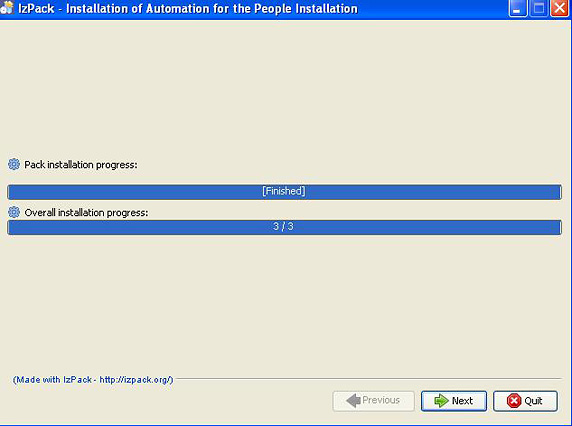 IzPack - Installation of Automation for the People Installation
Pack installation progress:
[Finished]
Overall installation progress:
3 / 3
(Made with IzPack - http://izpack.org/)
Previous Next Quit